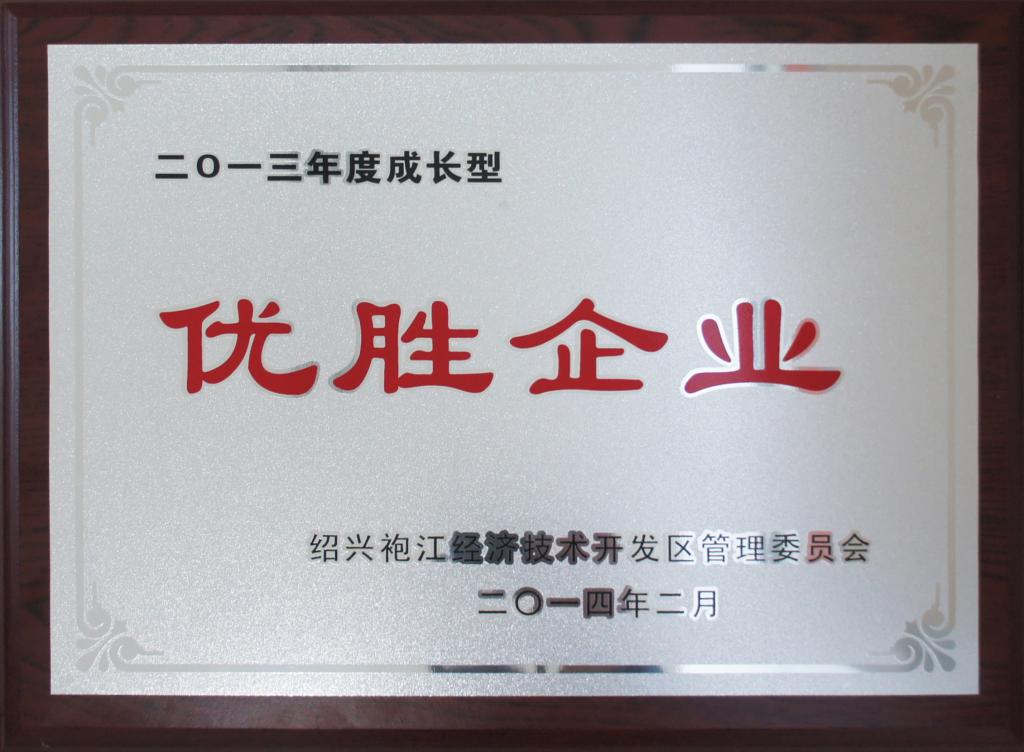 二〇一三年度成长型
优胜企业
绍兴袍江经济技术开发区管理委员会
二〇一四年二月